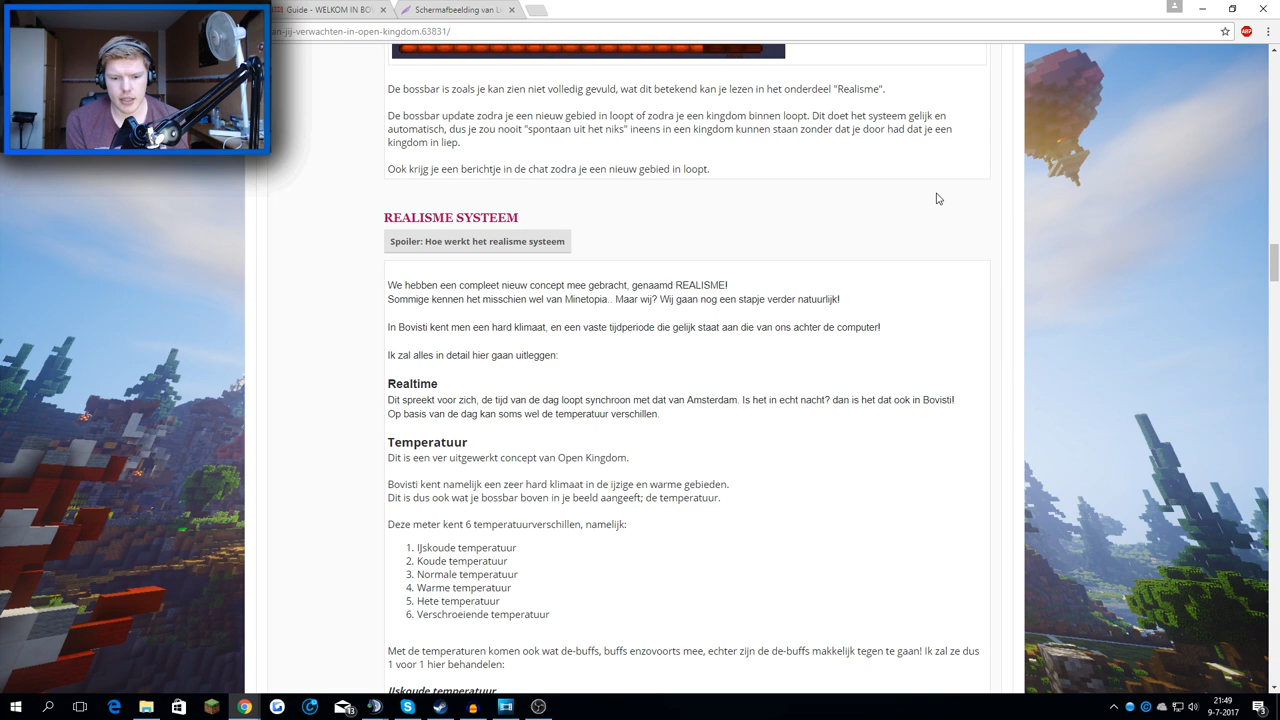 Guide - WELKOM IN BOV
Schermafbeelding van L
an-jij-verwachten-in-open-kingdom.63831/
ABP
De bossbar is zoals je kan zien niet volledig gevuld, wat dit betekend kan je lezen in het onderdeel "Realisme".
De bossbar update zodra je een nieuw gebied in loopt of zodra je een kingdom binnen loopt. Dit doet het systeem gelijk en
automatisch, dus je zou nooit "spontaan uit het niks" ineens in een kingdom kunnen staan zonder dat je door had dat je een
kingdom in liep.
Ook krijg je een berichtje in de chat zodra je een nieuw gebied in loopt.
REALISME SYSTEEM
Spoiler: Hoe werkt het realisme systeem
We hebben een compleet nieuw concept mee gebracht, genaamd REALISME!
Sommige kennen het misschien wel van Minetopia.. Maar wij? Wij gaan nog een stapje verder natuurlijk!
In Bovisti kent men een hard klimaat, en een vaste tijdperiode die gelijk staat aan die van ons achter de computer!
Ik zal alles in detail hier gaan uitleggen:
Realtime
Dit spreekt voor zich, de tijd van de dag loopt synchroon met dat van Amsterdam. Is het in echt nacht? dan is het dat ook in Bovisti!
Op basis van de dag kan soms wel de temperatuur verschillen.
Temperatuur
Dit is een ver uitgewerkt concept van Open Kingdom.
Bovisti kent namelijk een zeer hard klimaat in de ijzige en warme gebieden.
Dit is dus ook wat je bossbar boven in je beeld aangeeft; de temperatuur.
Deze meter kent 6 temperatuurverschillen, namelijk:
1. IJskoude temperatuur
2. Koude temperatuur
3. Normale temperatuur
4. Warme temperatuur
5. Hete temperatuur
6. Verschroeiende temperatuur
Met de temperaturen komen ook wat de-buffs, buffs enzovoorts mee, echter zijn de de-buffs makkelijk tegen te gaan! Ik zal ze dus
1 voor 1 hier behandelen:
IJskoude temperatuur
13
21:49
9-7-2017
3